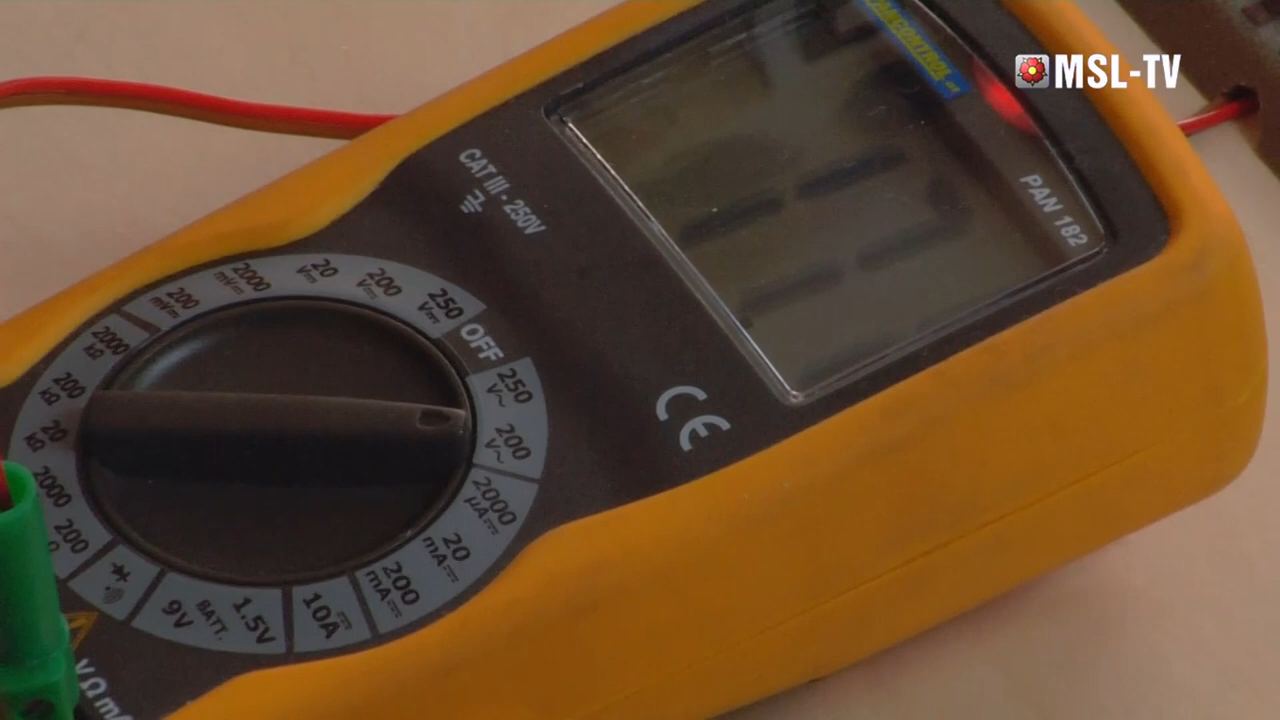 MSL-TV
PAN 182
CAT III - 250V
200 mV
2000 mV
20 V
200 V
250 V
OFF
250 V~
200 V~
2000 µA
20 mA
200 mA
10A
1.5V
BATT.
9V
200
2000
20 kΩ
200 kΩ
2000 kΩ
CE
V Ω